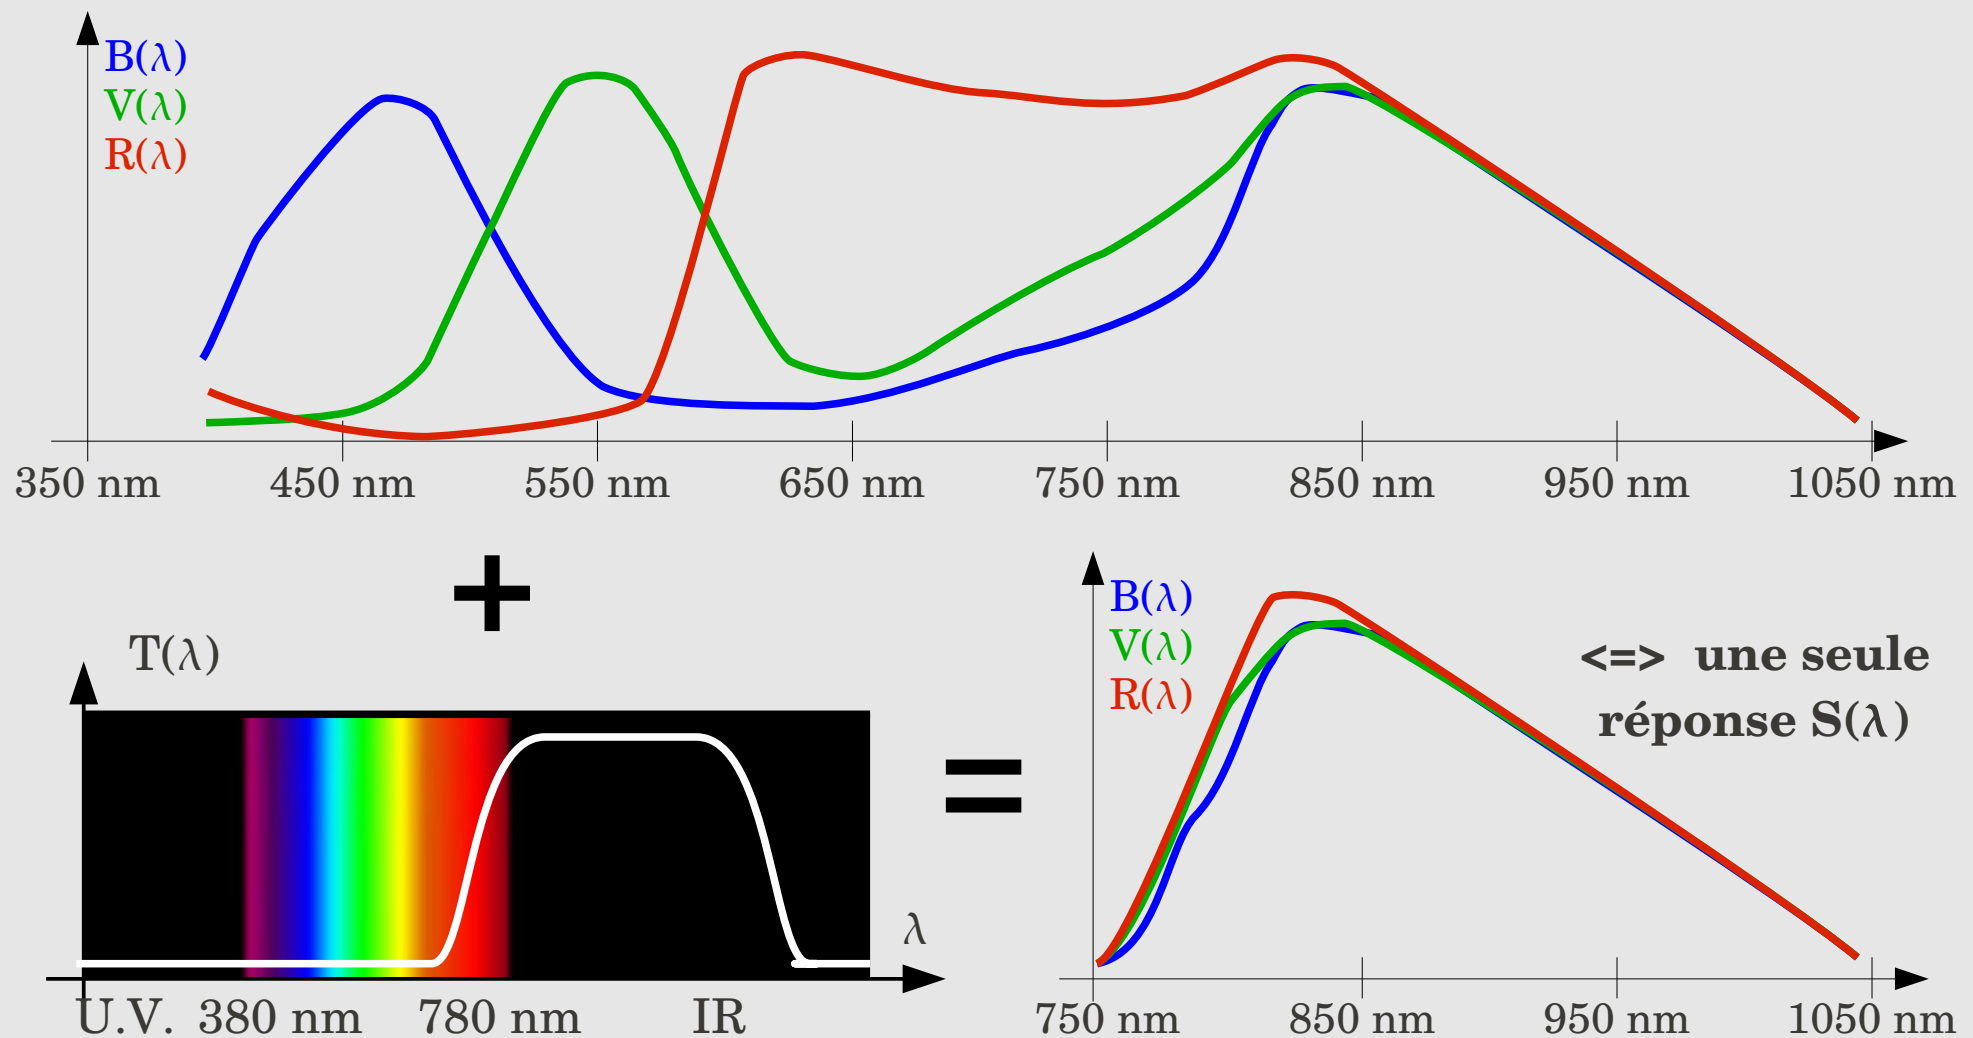 B(λ)
V(λ)
R(λ)
350 nm 450 nm 550 nm 650 nm 750 nm 850 nm 950 nm 1050 nm
+
T(λ)
λ
U.V. 380 nm 780 nm IR
=
B(λ)
V(λ)
R(λ)
<=> une seule
réponse S(λ)
750 nm 850 nm 950 nm 1050 nm